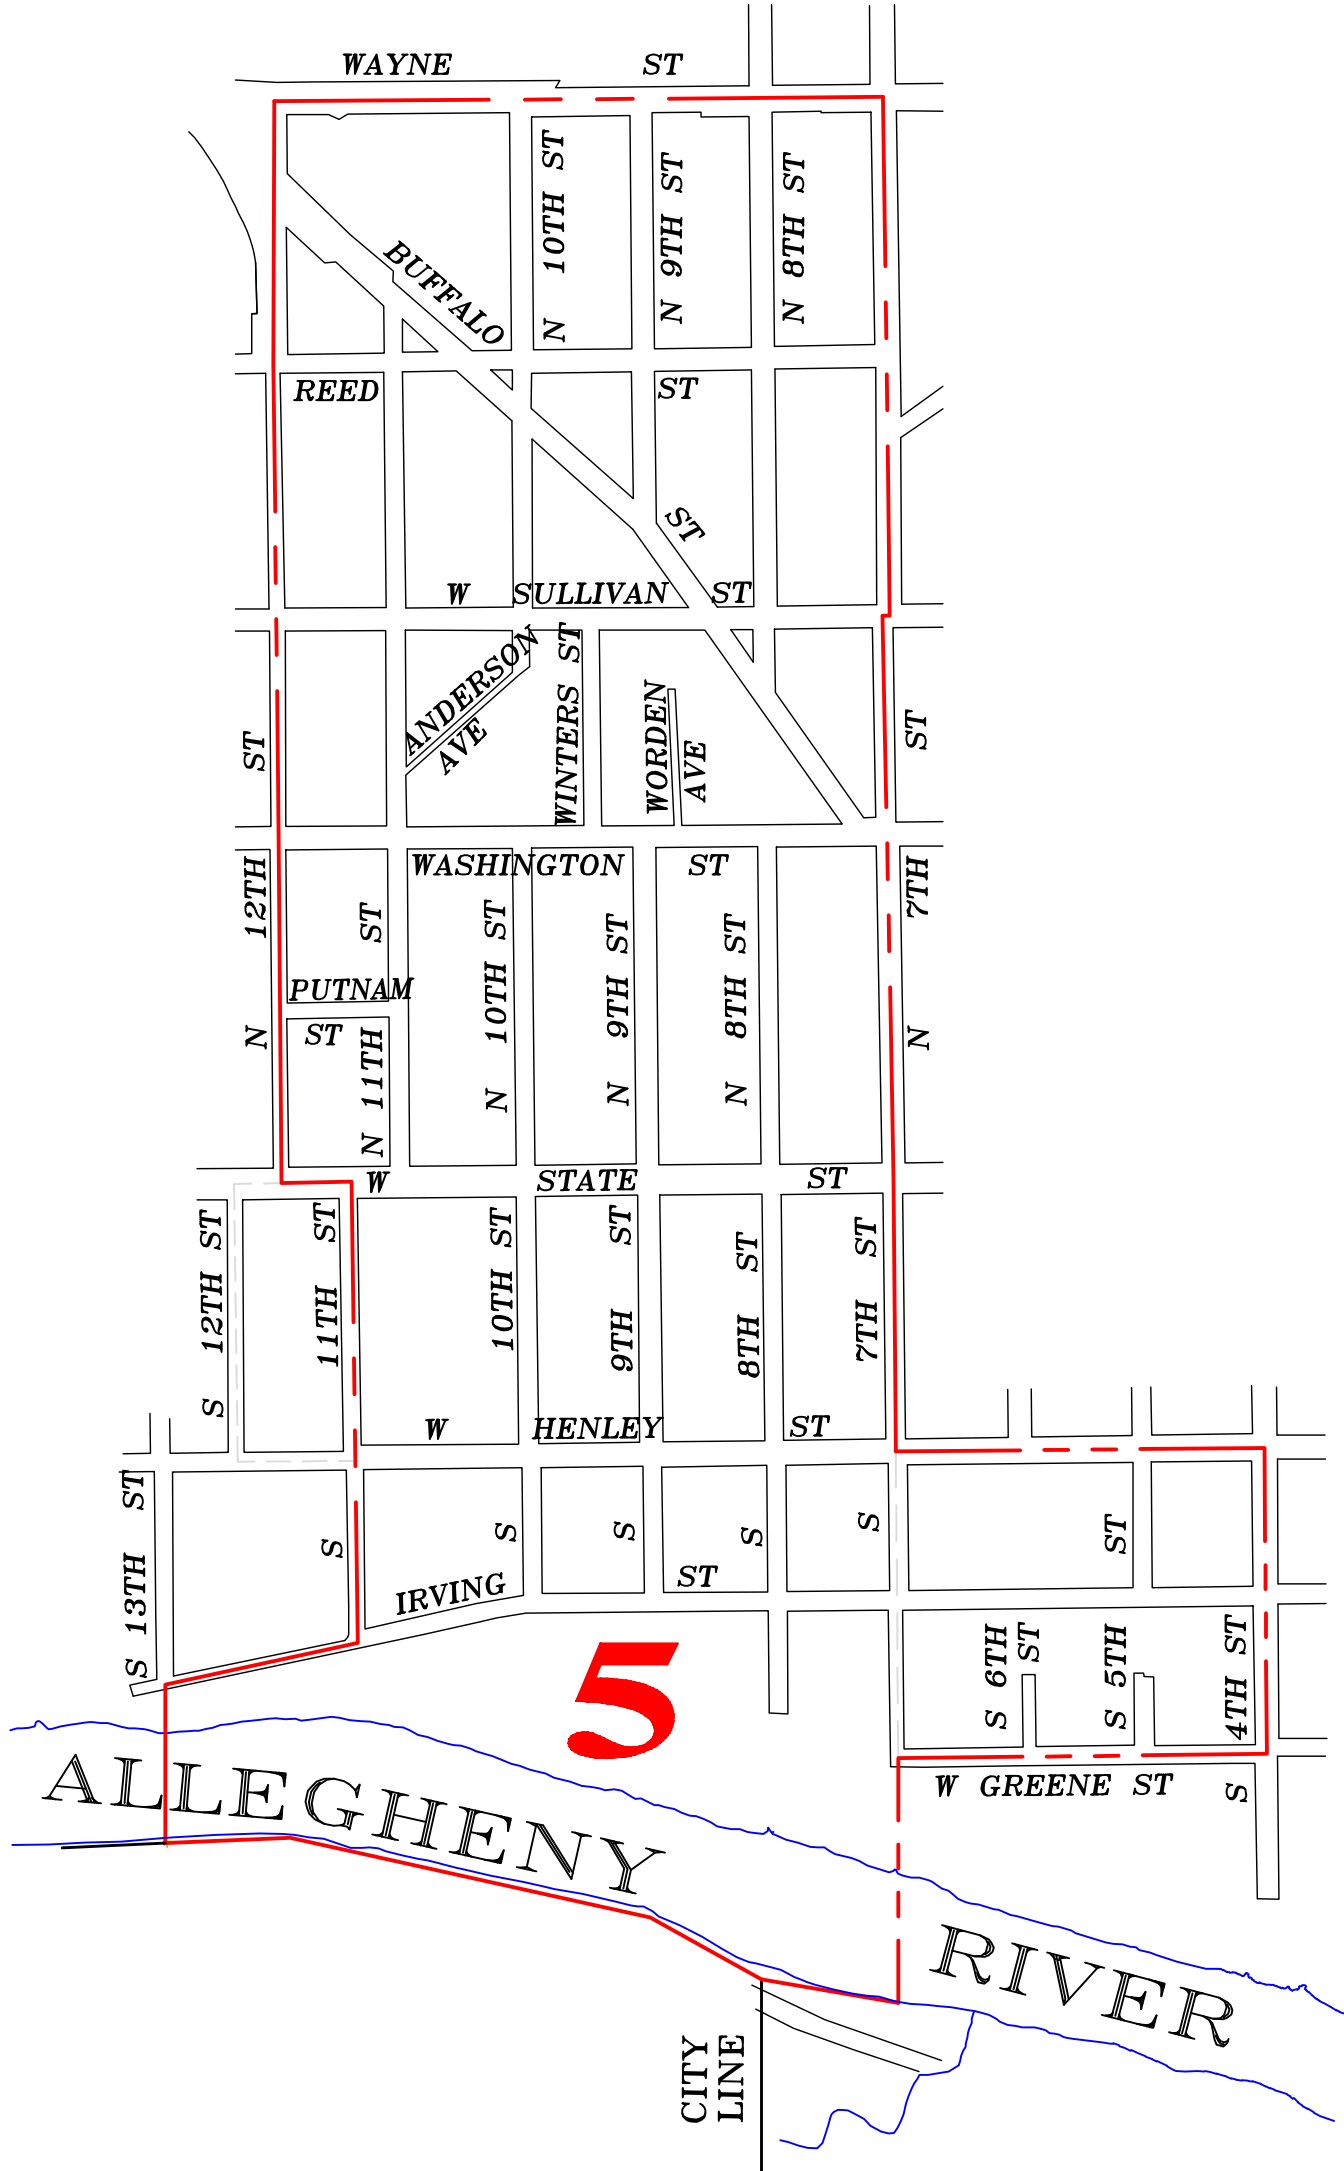 WAYNE ST
N 10TH ST
N 9TH ST
N 8TH ST
BUFFALO ST
REED ST
W SULLIVAN ST
ANDERSON
AVE
WINTERS ST
WORDEN
AVE
N 12TH ST
N 7TH ST
WASHINGTON ST
N 11TH ST
N 10TH ST
N 9TH ST
N 8TH ST
PUTNAM
ST
W STATE ST
S 12TH ST
S 11TH ST
S 10TH ST
S 9TH ST
S 8TH ST
S 7TH ST
W HENLEY ST
S 13TH ST
IRVING ST
S 6TH
ST
S 5TH ST
S 4TH ST
5
W GREENE ST
ALLEGHENY RIVER
CITY
LINE